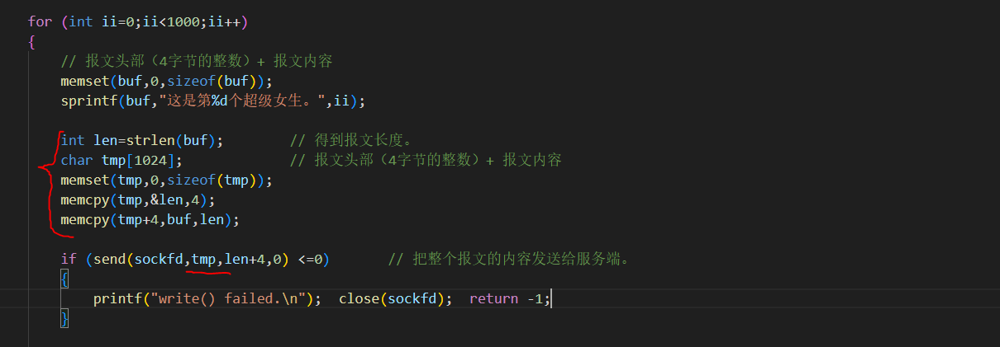 for (int ii=0;ii<1000;ii++)
{
// 报文头部（4字节的整数）+ 报文内容
memset(buf,0,sizeof(buf));
sprintf(buf,"这是第%d个超级女生。",ii);
int len=strlen(buf); // 得到报文长度。
char tmp[1024]; // 报文头部（4字节的整数）+ 报文内容
memset(tmp,0,sizeof(tmp));
memcpy(tmp,&len,4);
memcpy(tmp+4,buf,len);
if (send(sockfd,tmp,len+4,0) <=0) // 把整个报文的内容发送给服务端。
{
printf("write() failed.\n"); close(sockfd); return -1;
}